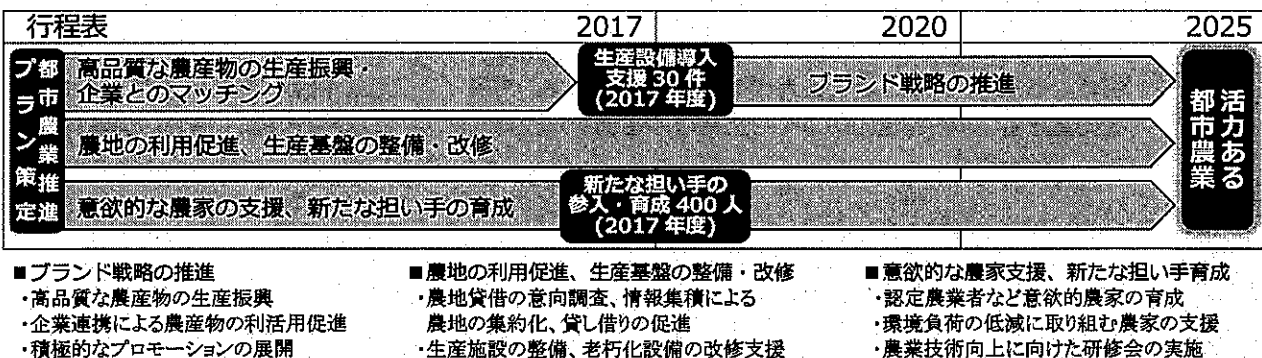 行程表
2017
2020
2025
都市農業推進
プラン策定
高品質な農産物の生産振興・
企業とのマッチング
生産設備導入
支援30件
(2017年度)
ブランド戦略の推進
農地の利用促進、生産基盤の整備・改修
意欲的な農家の支援、新たな担い手の育成
新たな担い手の
参入・育成400人
(2017年度)
活力ある
都市農業
■ブランド戦略の推進
・高品質な農産物の生産振興
・企業連携による農産物の利活用促進
・積極的なプロモーションの展開
■農地の利用促進、生産基盤の整備・改修
・農地貸借の意向調査、情報集積による
農地の集約化、貸し借りの促進
・生産施設の整備、老朽化設備の改修支援
■意欲的な農家支援、新たな担い手育成
・認定農業者など意欲的農家の育成
・環境負荷の低減に取り組む農家の支援
・農業技術向上に向けた研修会の実施